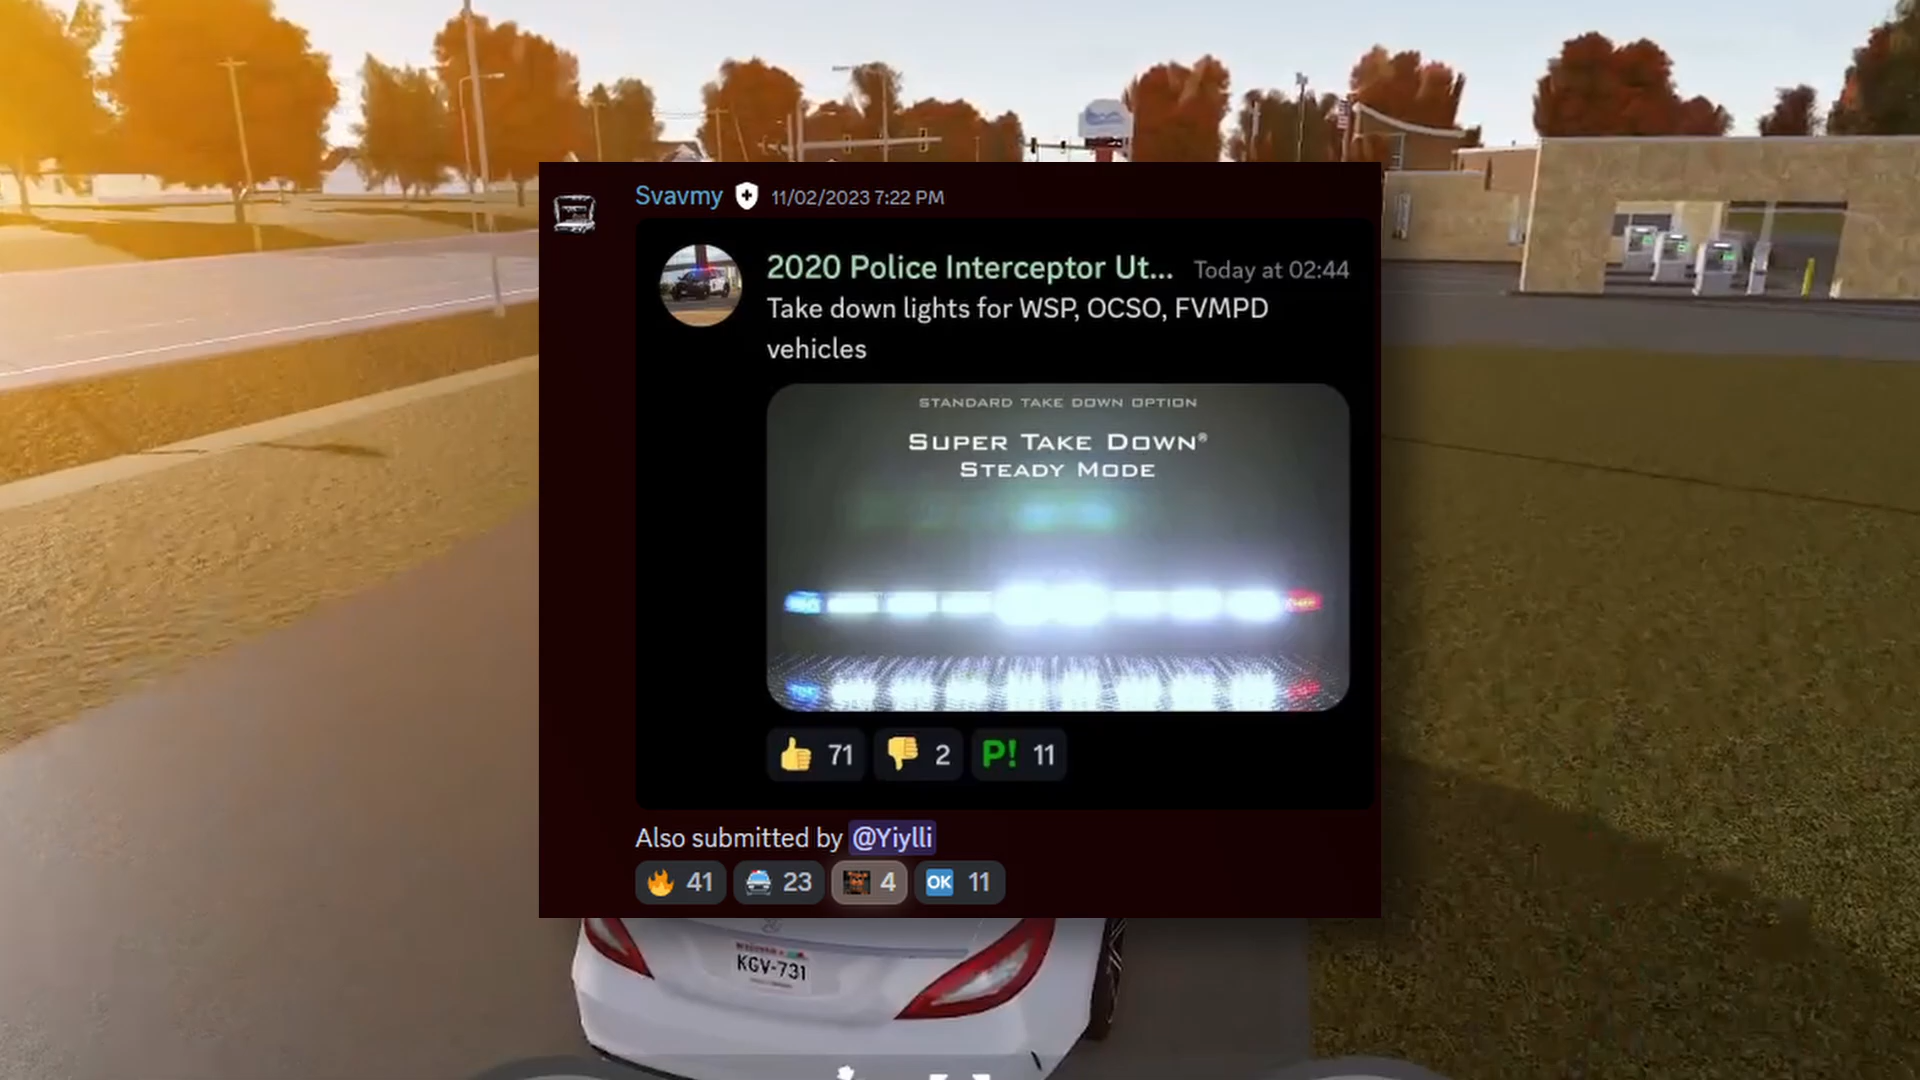 Svavmy 11/02/2023 7:22 PM
2020 Police Interceptor Ut... Today at 02:44
Take down lights for WSP, OCSO, FVMPD
vehicles
STANDARD TAKE DOWN OPTION
SUPER TAKE DOWN®
STEADY MODE
71 2 P! 11
Also submitted by @Yiylli
41 23 4 OK 11
KGV-731